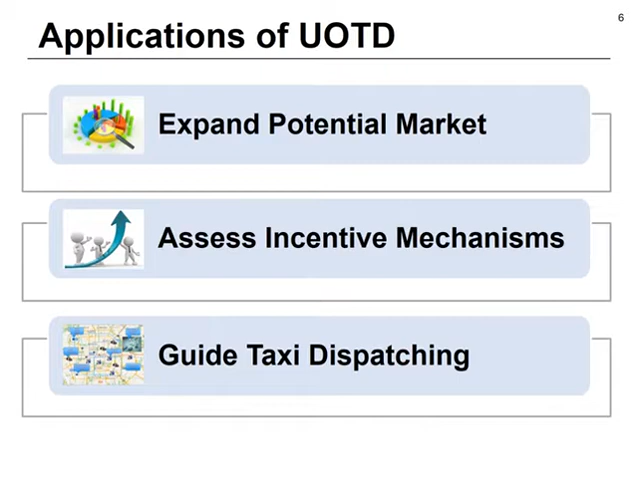 6
Applications of UOTD
Expand Potential Market
Assess Incentive Mechanisms
Guide Taxi Dispatching